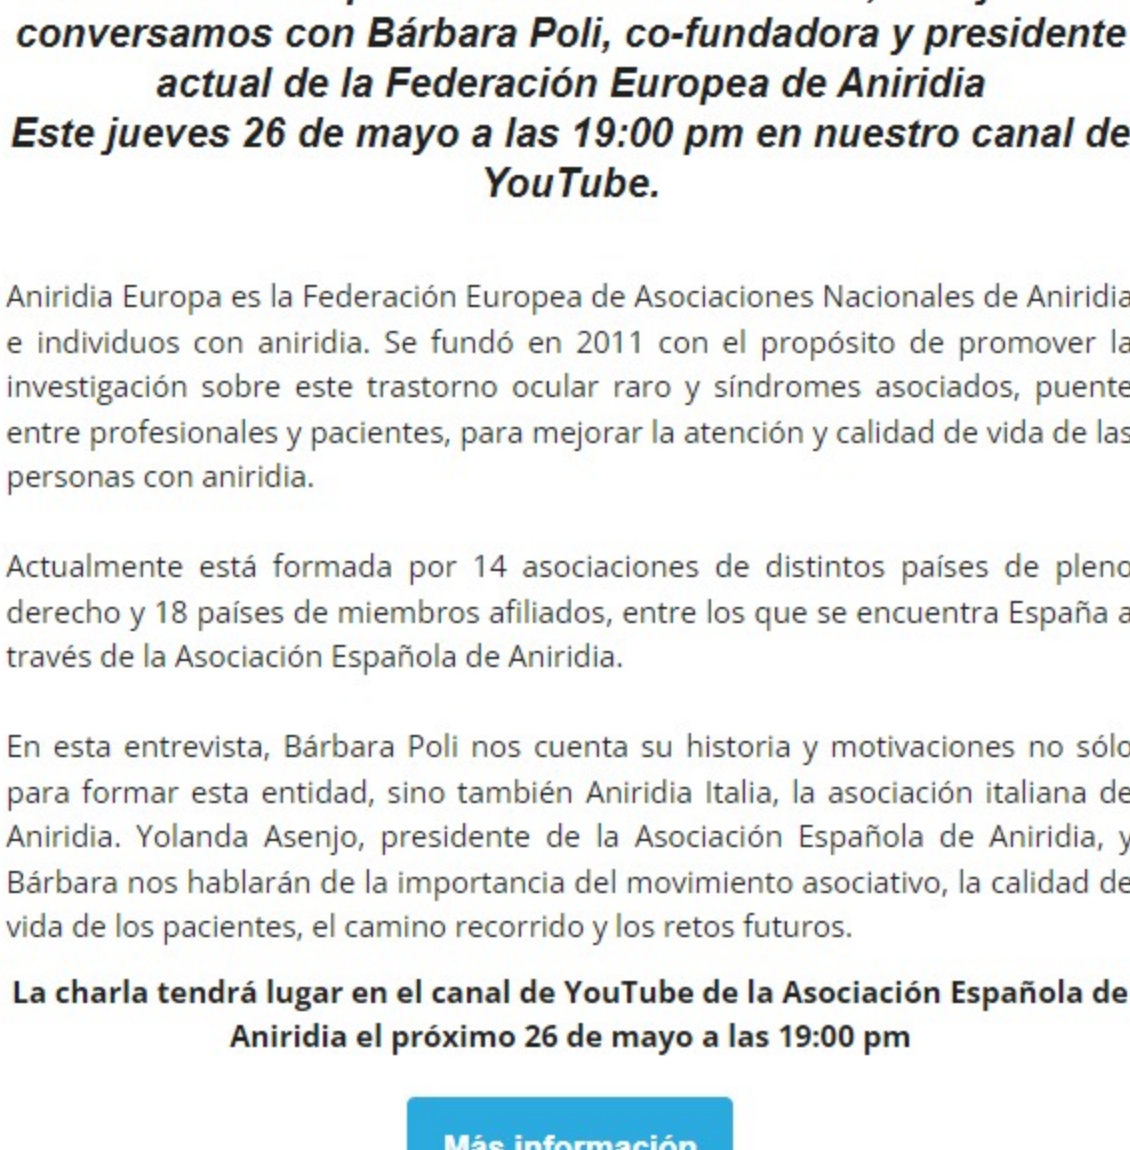 conversamos con Bárbara Poli, co-fundadora y presidente
actual de la Federación Europea de Aniridia
Este jueves 26 de mayo a las 19:00 pm en nuestro canal de
YouTube.
Aniridia Europa es la Federación Europea de Asociaciones Nacionales de Aniridia
e individuos con aniridia. Se fundó en 2011 con el propósito de promover la
investigación sobre este trastorno ocular raro y síndromes asociados, puente
entre profesionales y pacientes, para mejorar la atención y calidad de vida de las
personas con aniridia.
Actualmente está formada por 14 asociaciones de distintos países de pleno
derecho y 18 países de miembros afiliados, entre los que se encuentra España a
través de la Asociación Española de Aniridia.
En esta entrevista, Bárbara Poli nos cuenta su historia y motivaciones no sólo
para formar esta entidad, sino también Aniridia Italia, la asociación italiana de
Aniridia. Yolanda Asenjo, presidente de la Asociación Española de Aniridia, y
Bárbara nos hablarán de la importancia del movimiento asociativo, la calidad de
vida de los pacientes, el camino recorrido y los retos futuros.
La charla tendrá lugar en el canal de YouTube de la Asociación Española de
Aniridia el próximo 26 de mayo a las 19:00 pm
Más información